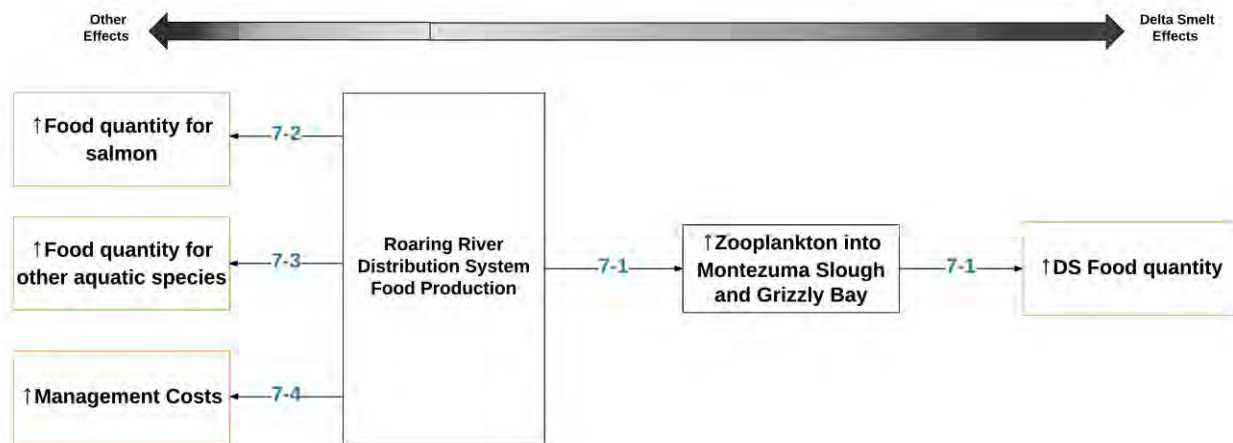 Other
Effects
Delta Smelt
Effects
↑Food quantity for
salmon
7-2
↑Food quantity for
other aquatic species
7-3
↑Management Costs
7-4
Roaring River
Distribution System
Food Production
7-1
↑Zooplankton into
Montezuma Slough
and Grizzly Bay
7-1
↑DS Food quantity